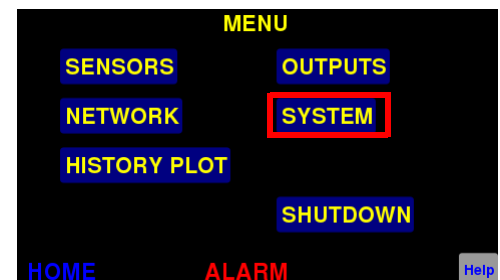 MENU
SENSORS OUTPUTS
NETWORK SYSTEM
HISTORY PLOT
SHUTDOWN
HOME ALARM Help